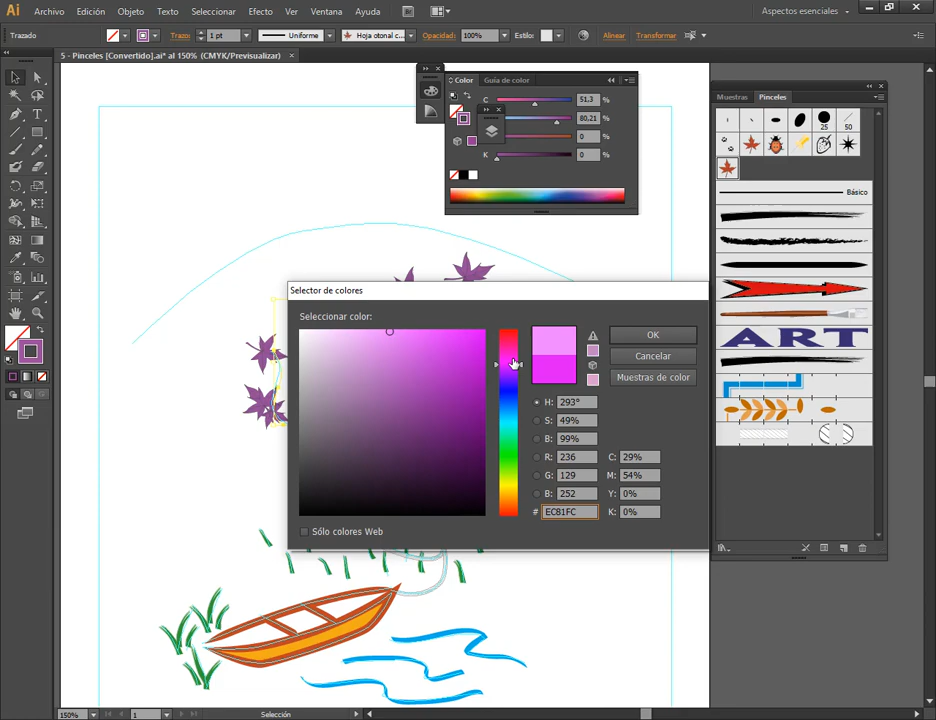 Ai Archivo Edición Objeto Texto Seleccionar Efecto Ver Ventana Ayuda Br Aspectos esenciales
Trazado Trazo: 1 pt Uniforme Hoja otonal c... Opacidad: 100% Estilo: Alinear Transformar
5 - Pinceles [Convertido].ai* al 150% (CMYK/Previsualizar)
Color Guía de color
C 51,3 %
80,21 %
0 %
K 0 %
Muestras Pinceles
25 50
Básico
ART
Selector de colores
Seleccionar color:
OK
Cancelar
Muestras de color
H: 293°
S: 49%
B: 99%
R: 236 C: 29%
G: 129 M: 54%
B: 252 Y: 0%
# EC81FC K: 0%
Sólo colores Web
150% 1 Selección